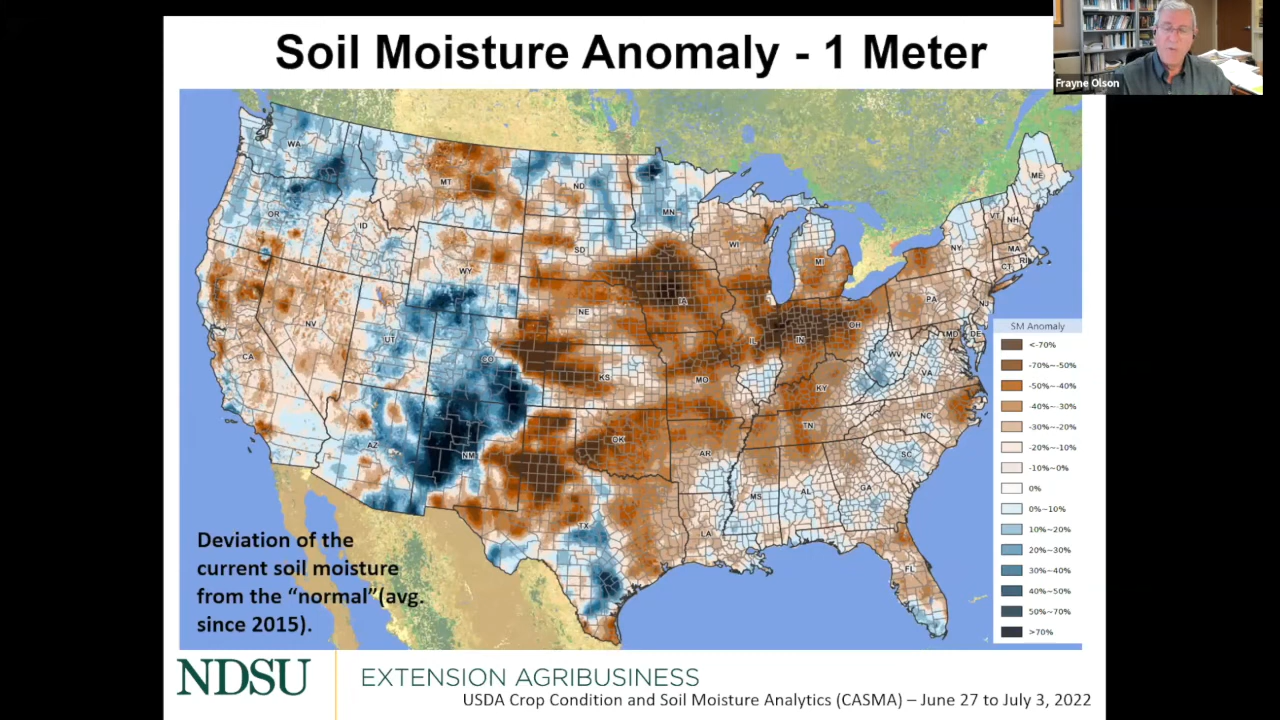 Soil Moisture Anomaly - 1 Meter
Frayne Olson
WA
MT
ND
MN
ME
OR
ID
SD
WI
MI
VT
NH
NY
MA
CT
RI
WY
IA
PA
NJ
NE
NV
UT
CO
IL
IN
OH
MD
DE
CA
KS
MO
WV
VA
KY
AZ
NM
OK
AR
TN
NC
SC
TX
LA
MS
AL
GA
FL
SM Anomaly
<-70%
-70%~-50%
-50%~-40%
-40%~-30%
-30%~-20%
-20%~-10%
-10%~0%
0%
0%~10%
10%~20%
20%~30%
30%~40%
40%~50%
50%~70%
>70%
Deviation of the
current soil moisture
from the “normal”(avg.
since 2015).
NDSU
EXTENSION AGRIBUSINESS
USDA Crop Condition and Soil Moisture Analytics (CASMA) – June 27 to July 3, 2022